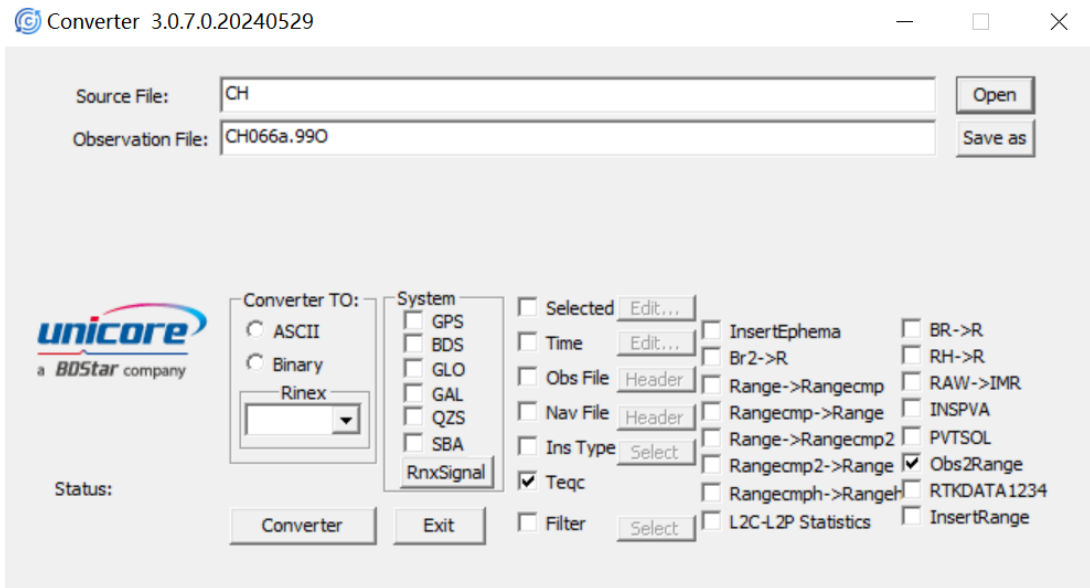 Converter 3.0.7.0.20240529
Source File: CH Open
Observation File: CH066a.99O Save as
unicore
a BDStar company
Converter TO:
ASCII
Binary
Rinex
System
GPS
BDS
GLO
GAL
QZS
SBA
RnxSignal
Selected Edit...
Time Edit...
Obs File Header
Nav File Header
Ins Type Select
Teqc
Filter Select
InsertEphema
Br2->R
Range->Rangecmp
Rangecmp->Range
Range->Rangecmp2
Rangecmp2->Range
Rangecmph->RangeH
L2C-L2P Statistics
BR->R
RH->R
RAW->IMR
INSPVA
PVTSOL
Obs2Range
RTKDATA1234
InsertRange
Status:
Converter Exit